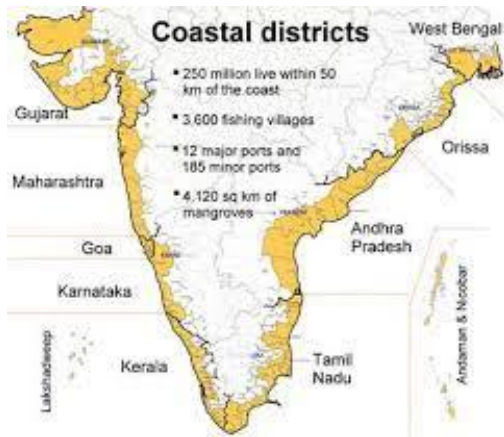 Coastal districts
West Bengal
▪ 250 million live within 50
km of the coast
▪ 3,600 fishing villages
▪ 12 major ports and
185 minor ports
▪ 4,120 sq km of
mangroves
Gujarat
Orissa
Maharashtra
Andhra
Pradesh
Goa
Karnataka
Lakshadweep
Kerala
Tamil
Nadu
Andaman & Nicobar